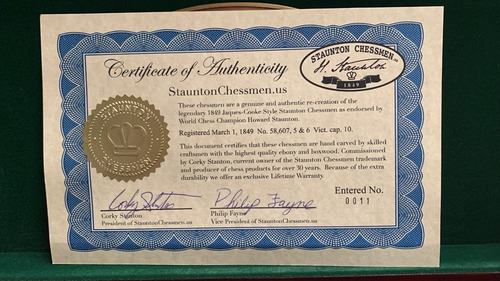 Certificate of Authenticity
STAUNTON CHESSMEN
H. Staunton
1849
StauntonChessmen.us
These chessmen are a genuine and authentic re-creation of the
legendary 1849 Jaques-Cooke Style Staunton Chessmen as endorsed by
World Chess Champion Howard Staunton.
Registered March 1, 1849 No. 58,607, 5 & 6 Vict. cap. 10.
This document certifies that these chessmen are hand carved by skilled
craftsmen with the highest quality ebony and boxwood. Commissioned
by Corky Stanton, current owner of the Staunton Chessmen trademark
and producer of chess products for over 30 years. Because of the extra
durability we offer an exclusive Lifetime Warranty.
Entered No.
0011
Corky Stanton
Philip Fayne
Corky Stanton
President of StauntonChessmen.us
Philip Fayne
Vice President of StauntonChessmen.us